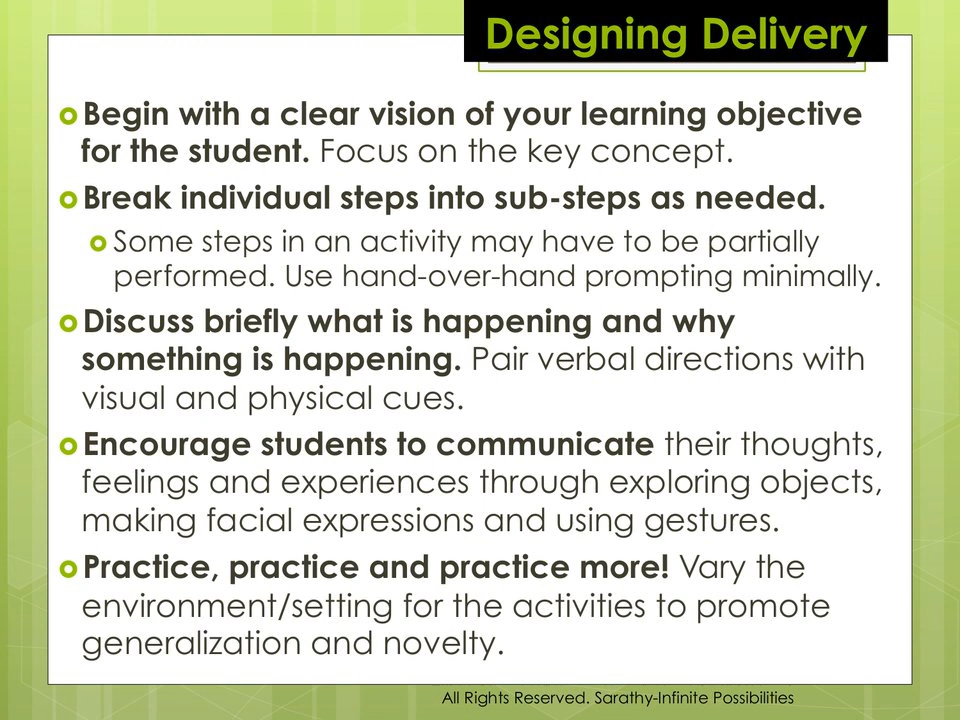 Designing Delivery
Begin with a clear vision of your learning objective
for the student. Focus on the key concept.
Break individual steps into sub-steps as needed.
Some steps in an activity may have to be partially
performed. Use hand-over-hand prompting minimally.
Discuss briefly what is happening and why
something is happening. Pair verbal directions with
visual and physical cues.
Encourage students to communicate their thoughts,
feelings and experiences through exploring objects,
making facial expressions and using gestures.
Practice, practice and practice more! Vary the
environment/setting for the activities to promote
generalization and novelty.
All Rights Reserved. Sarathy-Infinite Possibilities